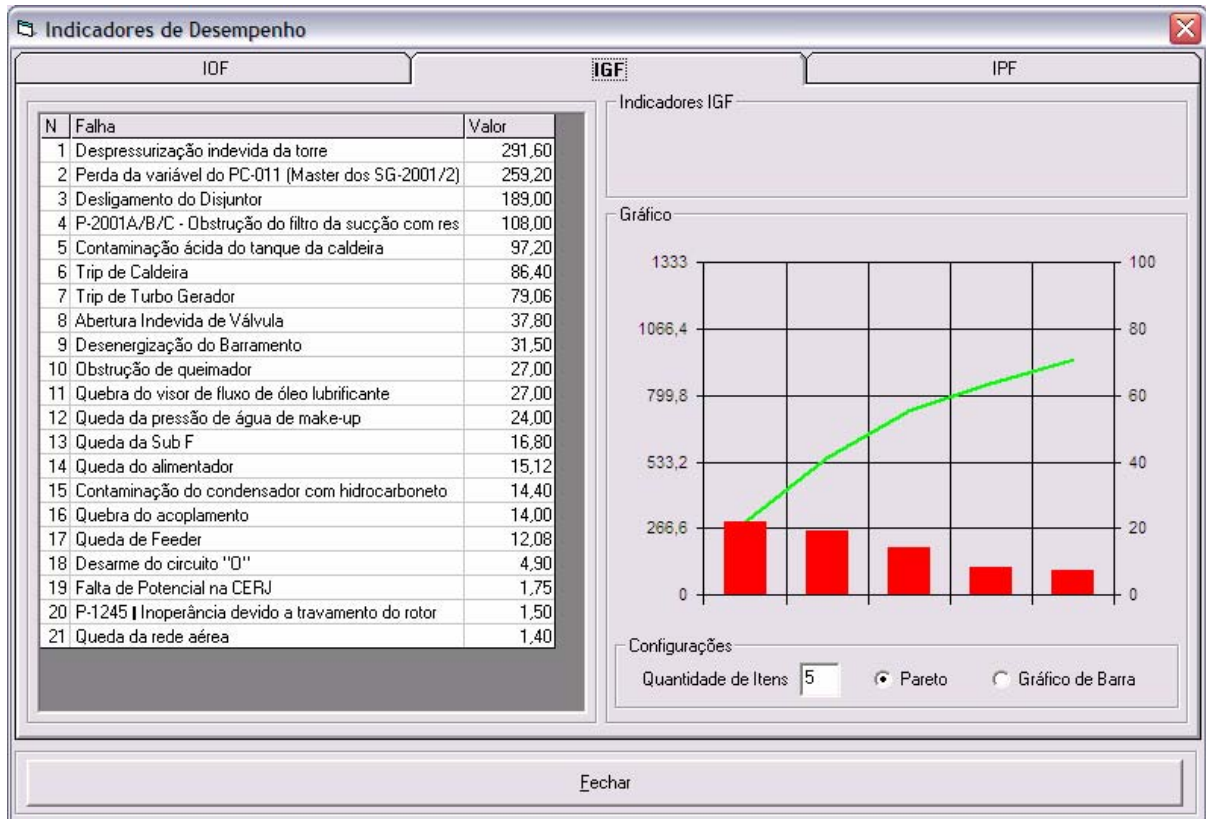 Indicadores de Desempenho
IOF IGF IPF
N Falha Valor
1 Despressurização indevida da torre 291,60
2 Perda da variável do PC-011 (Master dos SG-2001/2) 259,20
3 Desligamento do Disjuntor 189,00
4 P-2001A/B/C - Obstrução do filtro da sucção com res 108,00
5 Contaminação ácida do tanque da caldeira 97,20
6 Trip de Caldeira 86,40
7 Trip de Turbo Gerador 79,06
8 Abertura Indevida de Válvula 37,80
9 Desenergização do Barramento 31,50
10 Obstrução de queimador 27,00
11 Quebra do visor de fluxo de óleo lubrificante 27,00
12 Queda da pressão de água de make-up 24,00
13 Queda da Sub F 16,80
14 Queda do alimentador 15,12
15 Contaminação do condensador com hidrocarboneto 14,40
16 Quebra do acoplamento 14,00
17 Queda de Feeder 12,08
18 Desarme do circuito "O" 4,90
19 Falta de Potencial na CERJ 1,75
20 P-1245 | Inoperância devido a travamento do rotor 1,50
21 Queda da rede aérea 1,40
Indicadores IGF
Gráfico
1333 100
1066,4 80
799,8 60
533,2 40
266,6 20
0 0
Configurações
Quantidade de Itens 5 Pareto Gráfico de Barra
Fechar